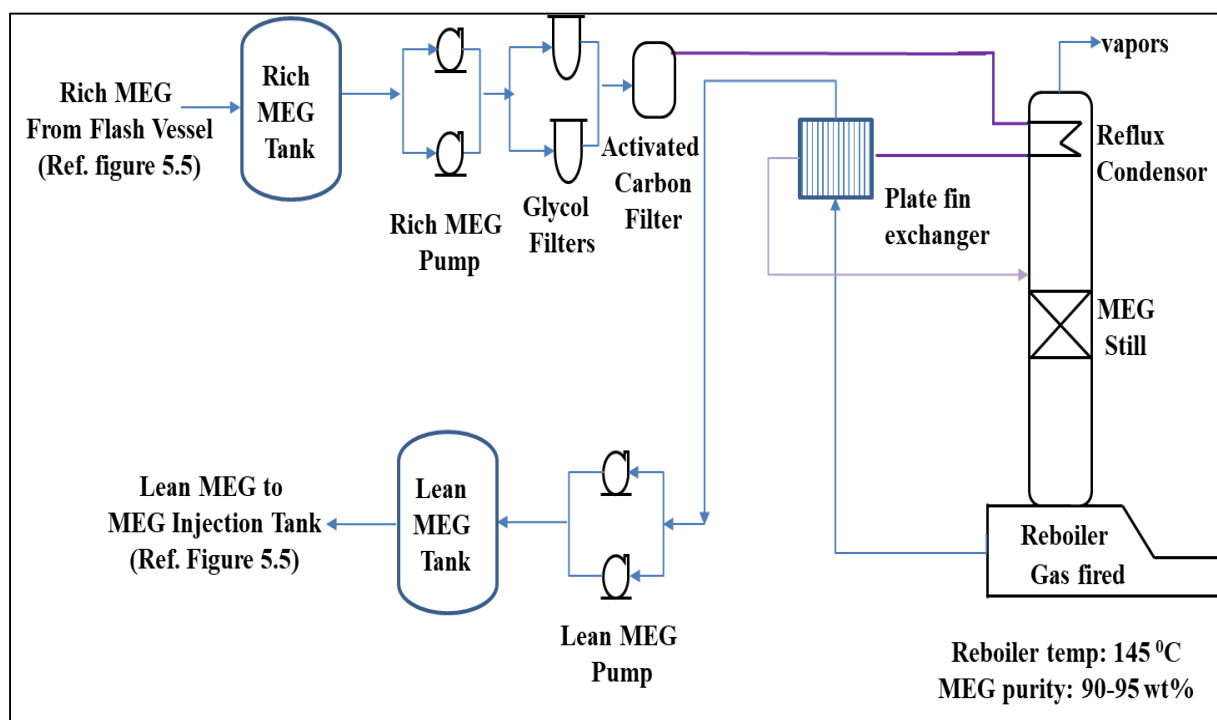 vapors
Rich MEG
From Flash Vessel
(Ref. figure 5.5)
Rich
MEG
Tank
Rich MEG
Pump
Glycol
Filters
Activated
Carbon
Filter
Plate fin
exchanger
Reflux
Condensor
MEG
Still
Lean MEG to
MEG Injection Tank
(Ref. Figure 5.5)
Lean
MEG
Tank
Lean MEG
Pump
Reboiler
Gas fired
Reboiler temp: 145 ⁰C
MEG purity: 90-95 wt%